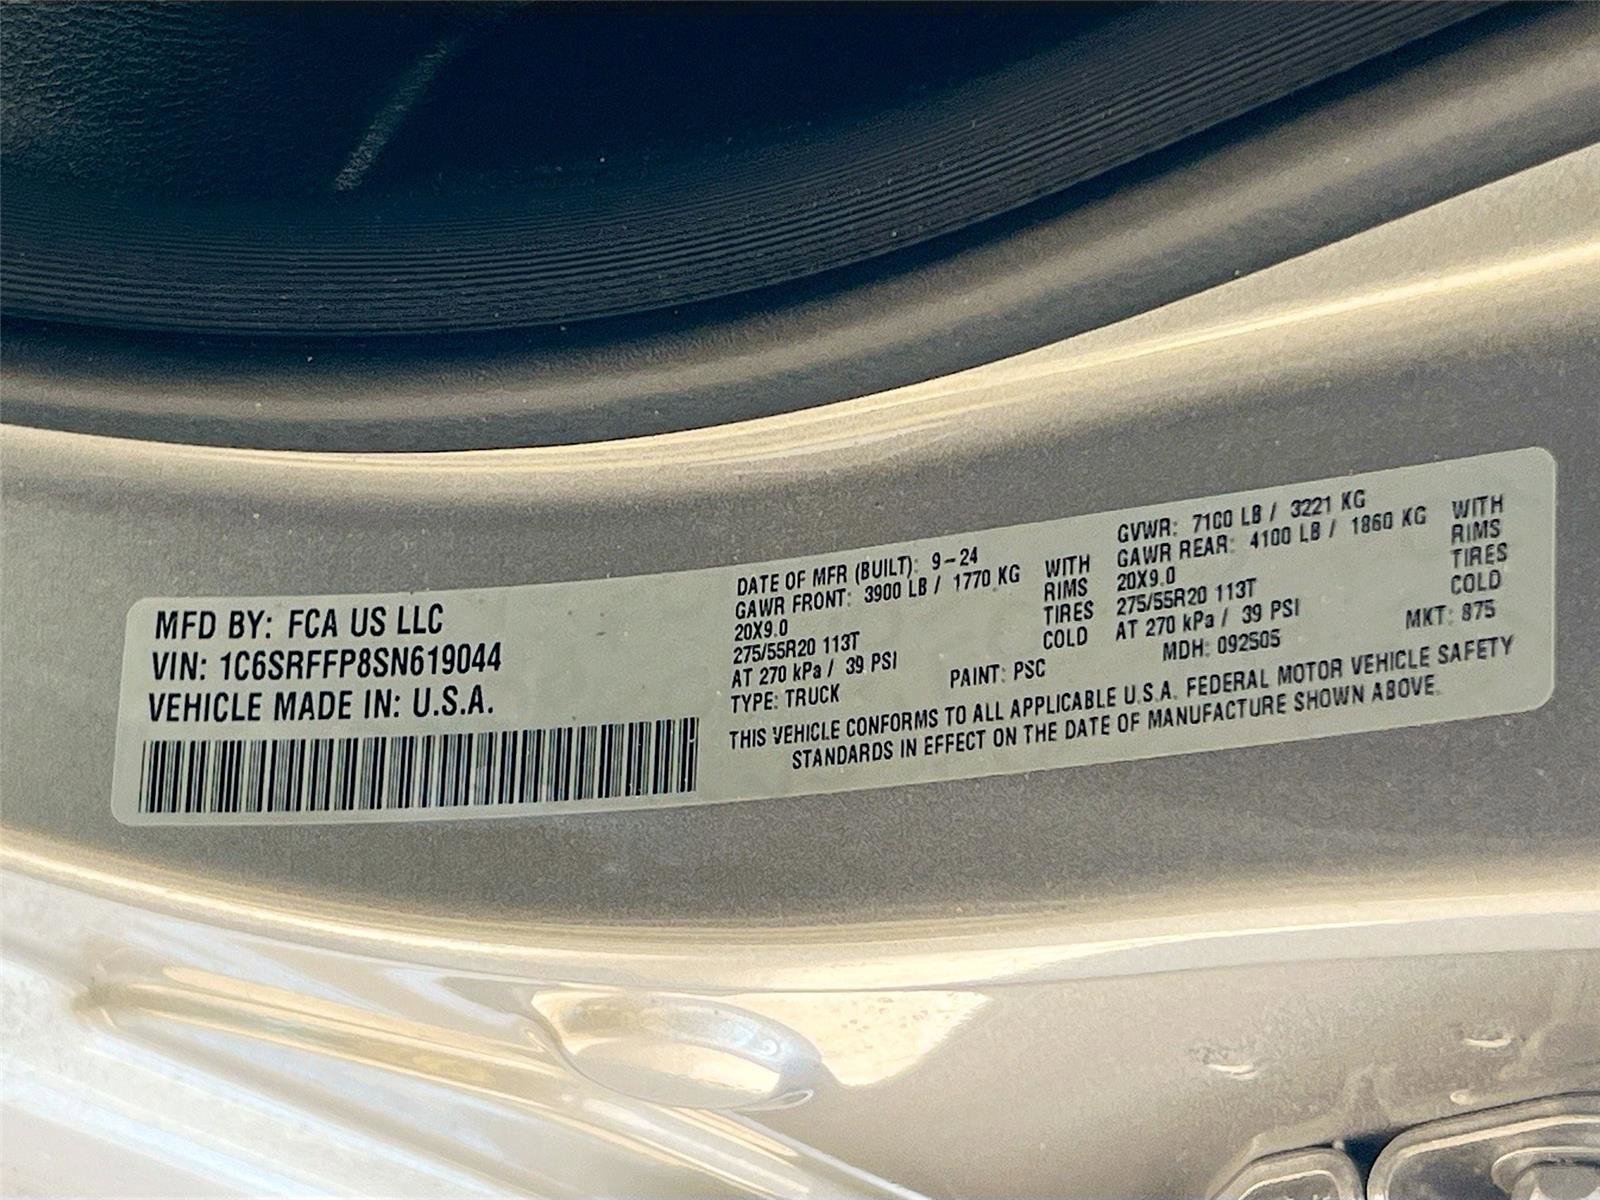 MFD BY: FCA US LLC
VIN: 1C6SRFFP8SN619044
VEHICLE MADE IN: U.S.A.
DATE OF MFR (BUILT): 9-24
GAWR FRONT: 3900 LB / 1770 KG WITH
20X9.0 RIMS
275/55R20 113T TIRES
AT 270 kPa / 39 PSI COLD
TYPE: TRUCK PAINT: PSC
GVWR: 7100 LB / 3221 KG
GAWR REAR: 4100 LB / 1860 KG WITH
20X9.0 RIMS
275/55R20 113T TIRES
AT 270 kPa / 39 PSI COLD
MDH: 092505 MKT: 875
THIS VEHICLE CONFORMS TO ALL APPLICABLE U.S.A. FEDERAL MOTOR VEHICLE SAFETY
STANDARDS IN EFFECT ON THE DATE OF MANUFACTURE SHOWN ABOVE.